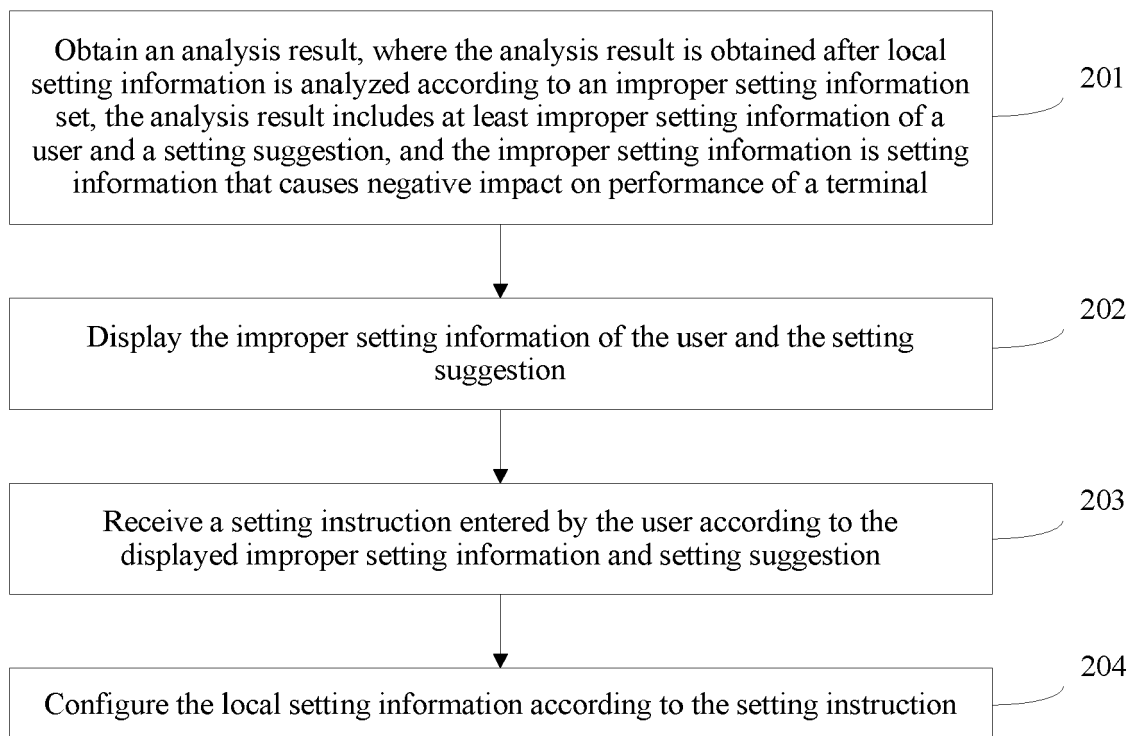 Obtain an analysis result, where the analysis result is obtained after local
setting information is analyzed according to an improper setting information
set, the analysis result includes at least improper setting information of a
user and a setting suggestion, and the improper setting information is setting
information that causes negative impact on performance of a terminal
201
Display the improper setting information of the user and the setting
suggestion
202
Receive a setting instruction entered by the user according to the
displayed improper setting information and setting suggestion
203
Configure the local setting information according to the setting instruction
204